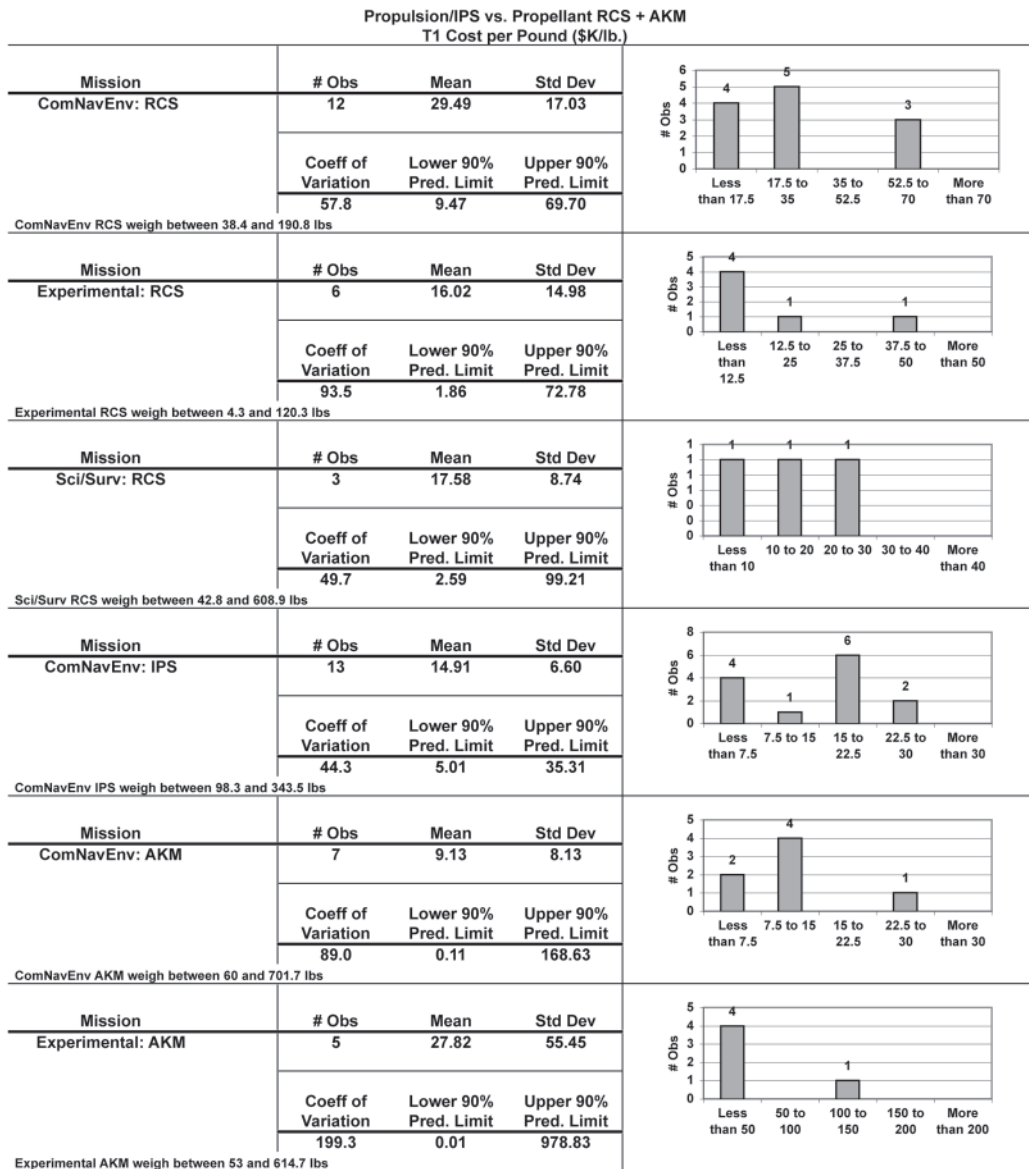 Propulsion/IPS vs. Propellant RCS + AKM
T1 Cost per Pound ($K/lb.)
Mission # Obs Mean Std Dev
ComNavEnv: RCS 12 29.49 17.03
Coeff of Lower 90% Upper 90%
Variation Pred. Limit Pred. Limit
57.8 9.47 69.70
ComNavEnv RCS weigh between 38.4 and 190.8 lbs
# Obs
6
5
4
3
2
1
0
4 5 3
Less 17.5 to 35 to 52.5 to More
than 17.5 35 52.5 70 than 70
Mission # Obs Mean Std Dev
Experimental: RCS 6 16.02 14.98
Coeff of Lower 90% Upper 90%
Variation Pred. Limit Pred. Limit
93.5 1.86 72.78
Experimental RCS weigh between 4.3 and 120.3 lbs
# Obs
5
4
3
2
1
0
4 1 1
Less 12.5 to 25 to 37.5 to More
than 25 37.5 50 than 50
12.5
Mission # Obs Mean Std Dev
Sci/Surv: RCS 3 17.58 8.74
Coeff of Lower 90% Upper 90%
Variation Pred. Limit Pred. Limit
49.7 2.59 99.21
Sci/Surv RCS weigh between 42.8 and 608.9 lbs
# Obs
1
1
1
1
0
0
0
1 1 1
Less 10 to 20 20 to 30 30 to 40 More
than 10 than 40
Mission # Obs Mean Std Dev
ComNavEnv: IPS 13 14.91 6.60
Coeff of Lower 90% Upper 90%
Variation Pred. Limit Pred. Limit
44.3 5.01 35.31
ComNavEnv IPS weigh between 98.3 and 343.5 lbs
# Obs
8
6
4
2
0
4 1 6 2
Less 7.5 to 15 15 to 22.5 to More
than 7.5 22.5 30 than 30
Mission # Obs Mean Std Dev
ComNavEnv: AKM 7 9.13 8.13
Coeff of Lower 90% Upper 90%
Variation Pred. Limit Pred. Limit
89.0 0.11 168.63
ComNavEnv AKM weigh between 60 and 701.7 lbs
# Obs
5
4
3
2
1
0
2 4 1
Less 7.5 to 15 15 to 22.5 to More
than 7.5 22.5 30 than 30
Mission # Obs Mean Std Dev
Experimental: AKM 5 27.82 55.45
Coeff of Lower 90% Upper 90%
Variation Pred. Limit Pred. Limit
199.3 0.01 978.83
Experimental AKM weigh between 53 and 614.7 lbs
# Obs
5
4
3
2
1
0
4 1
Less 50 to 100 to 150 to More
than 50 100 150 200 than 200